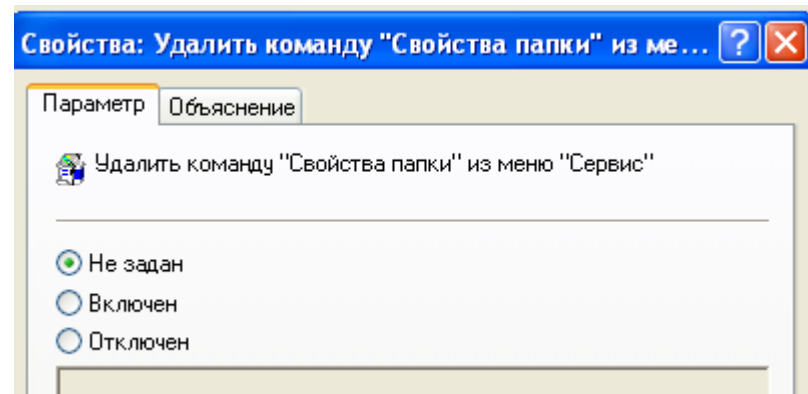 Свойства: Удалить команду "Свойства папки" из ме...
Параметр Объяснение
Удалить команду "Свойства папки" из меню "Сервис"
Не задан
Включен
Отключен